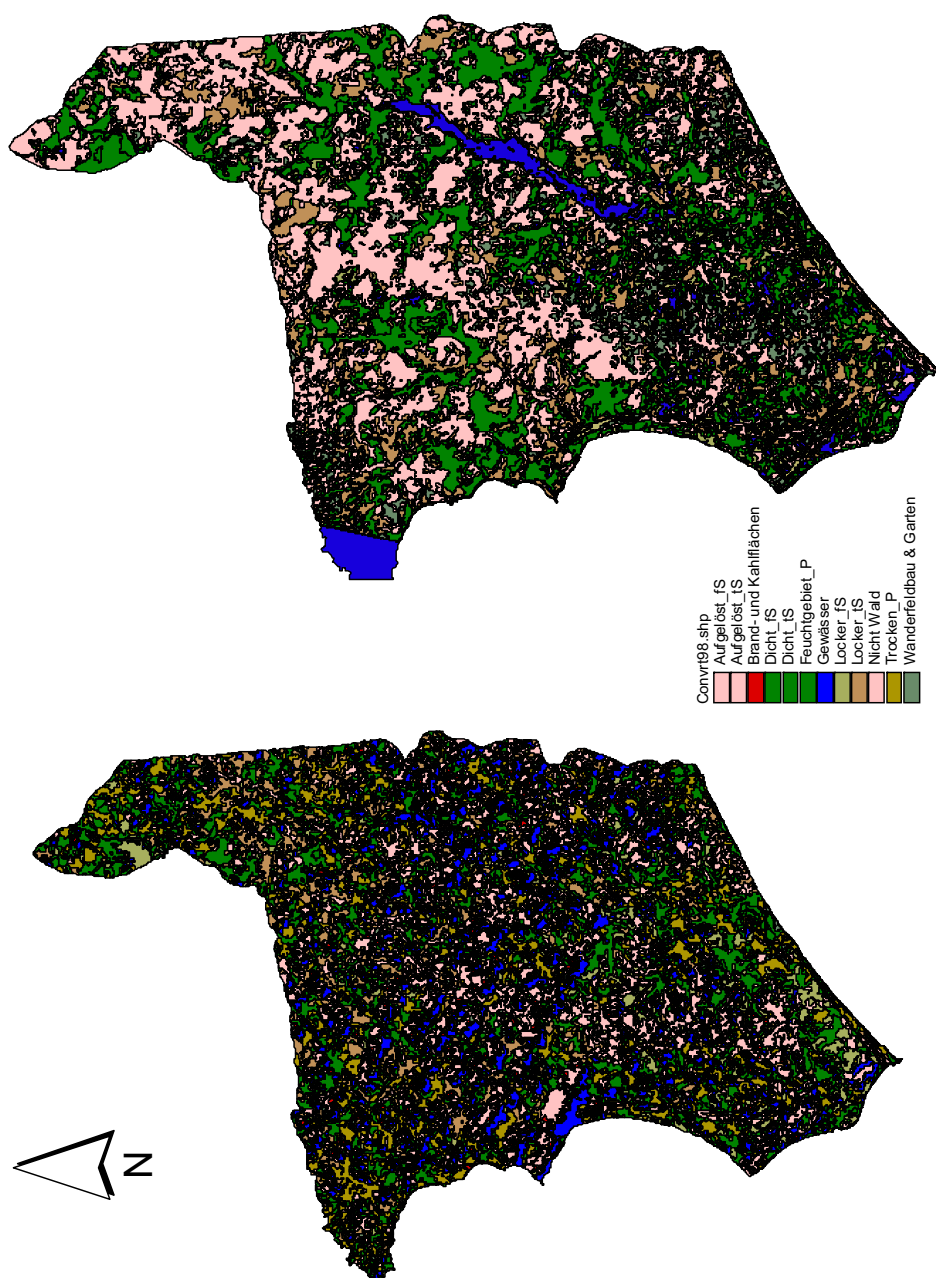 Convrt98.shp
Aufgelöst_fS
Aufgelöst_tS
Brand- und Kahlflächen
Dicht_fS
Dicht_tS
Feuchtgebiet_P
Gewässer
Locker_fS
Locker_tS
Nicht Wald
Trocken_P
Wanderfeldbau & Garten
N